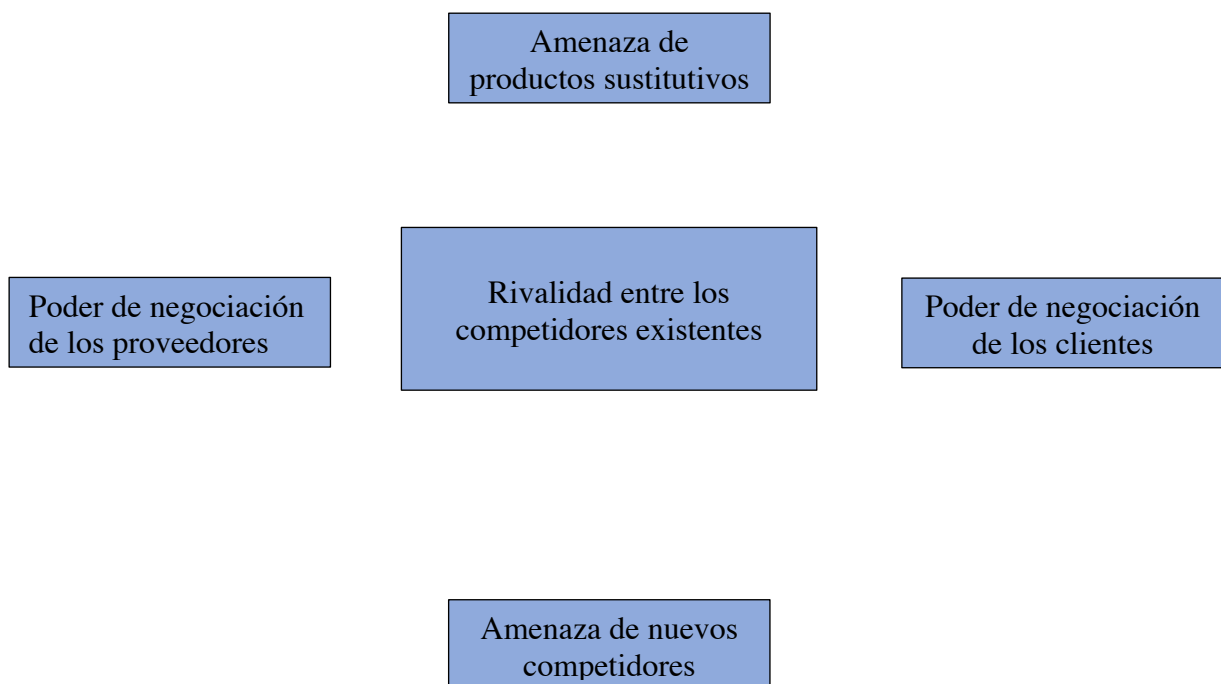 Amenaza de
productos sustitutivos
Poder de negociación
de los proveedores
Rivalidad entre los
competidores existentes
Poder de negociación
de los clientes
Amenaza de nuevos
competidores